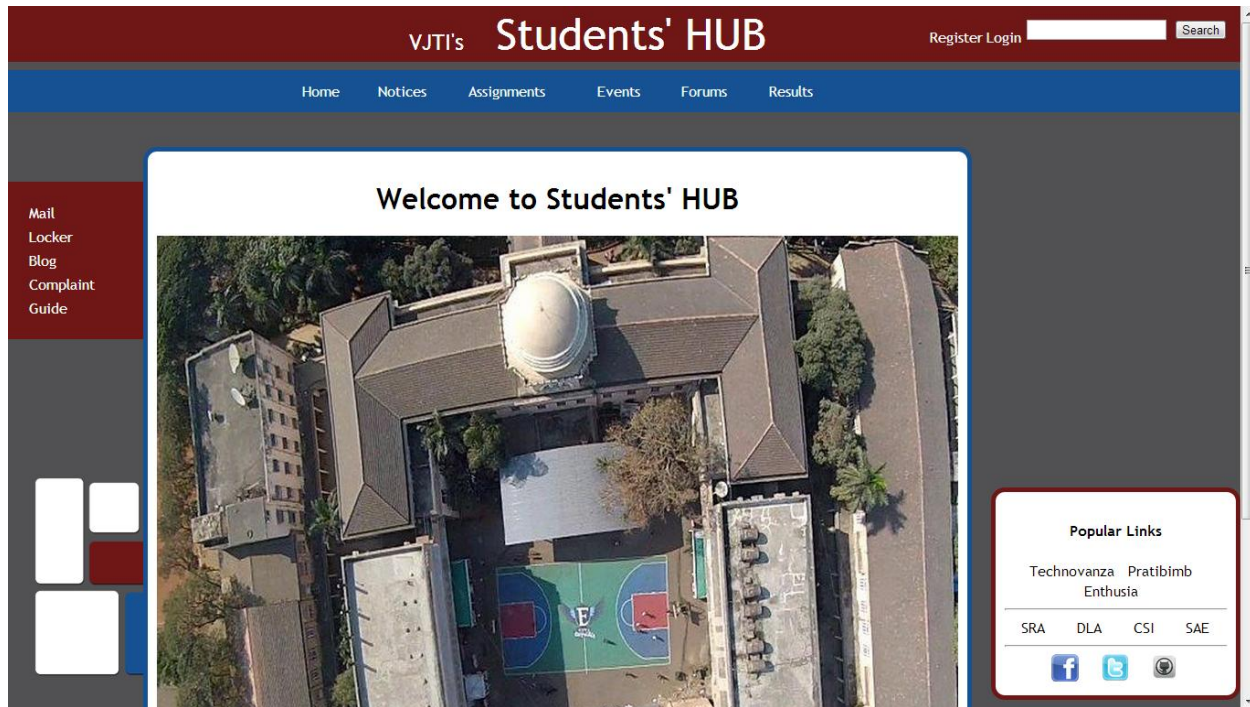 VJTI's Students' HUB
Register Login
Search
Home Notices Assignments Events Forums Results
Welcome to Students' HUB
Mail
Locker
Blog
Complaint
Guide
E
Popular Links
Technovanza Pratibimb
Enthusia
SRA DLA CSI SAE
f